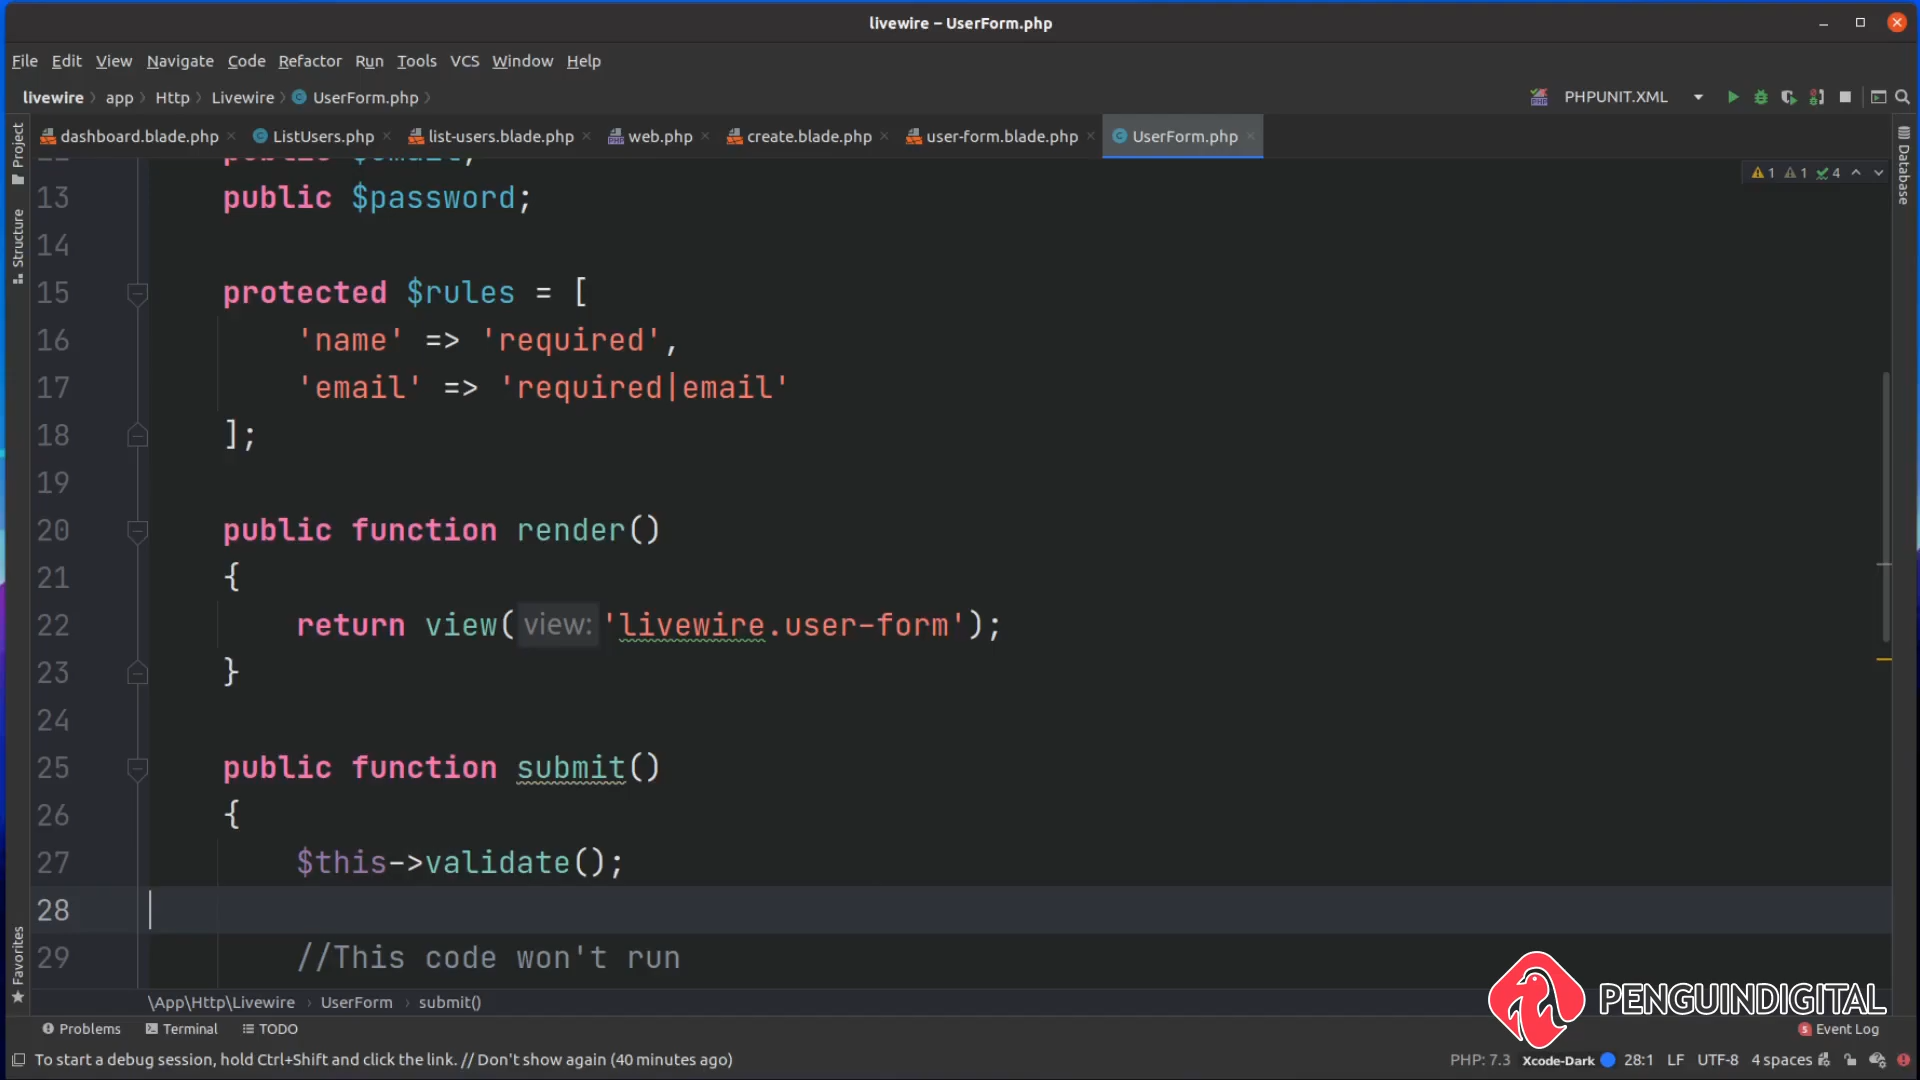 livewire – UserForm.php
File Edit View Navigate Code Refactor Run Tools VCS Window Help
livewire app Http Livewire UserForm.php
PHPUNIT.XML
dashboard.blade.php ListUsers.php list-users.blade.php web.php create.blade.php user-form.blade.php UserForm.php
Project
Structure
Favorites
Database
1 1 4
13 public $password;
14
15 protected $rules = [
16 'name' => 'required',
17 'email' => 'required|email'
18 ];
19
20 public function render()
21 {
22 return view( view: 'livewire.user-form');
23 }
24
25 public function submit()
26 {
27 $this->validate();
28
29 //This code won't run
\App\Http\Livewire › UserForm › submit()
PENGUINDIGITAL
Problems Terminal TODO
Event Log
To start a debug session, hold Ctrl+Shift and click the link. // Don't show again (40 minutes ago)
PHP: 7.3 Xcode-Dark 28:1 LF UTF-8 4 spaces